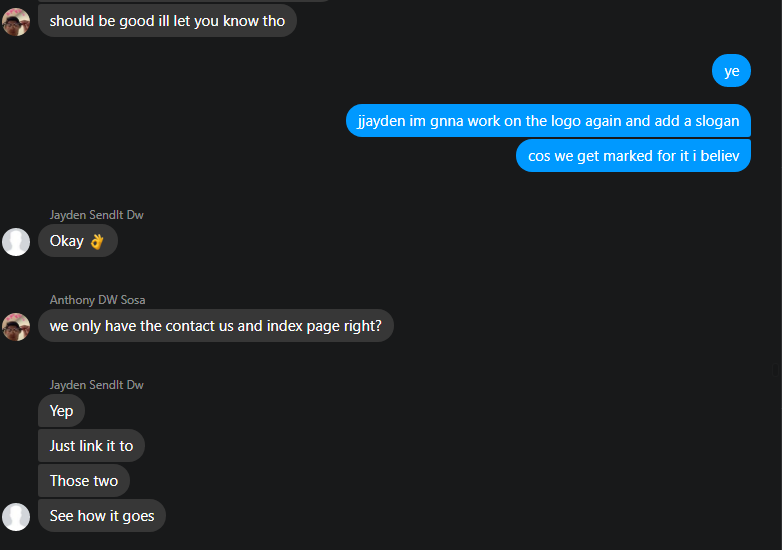 should be good ill let you know tho
ye
jjayden im gnna work on the logo again and add a slogan
cos we get marked for it i believ
Jayden SendIt Dw
Okay 👌
Anthony DW Sosa
we only have the contact us and index page right?
Jayden SendIt Dw
Yep
Just link it to
Those two
See how it goes